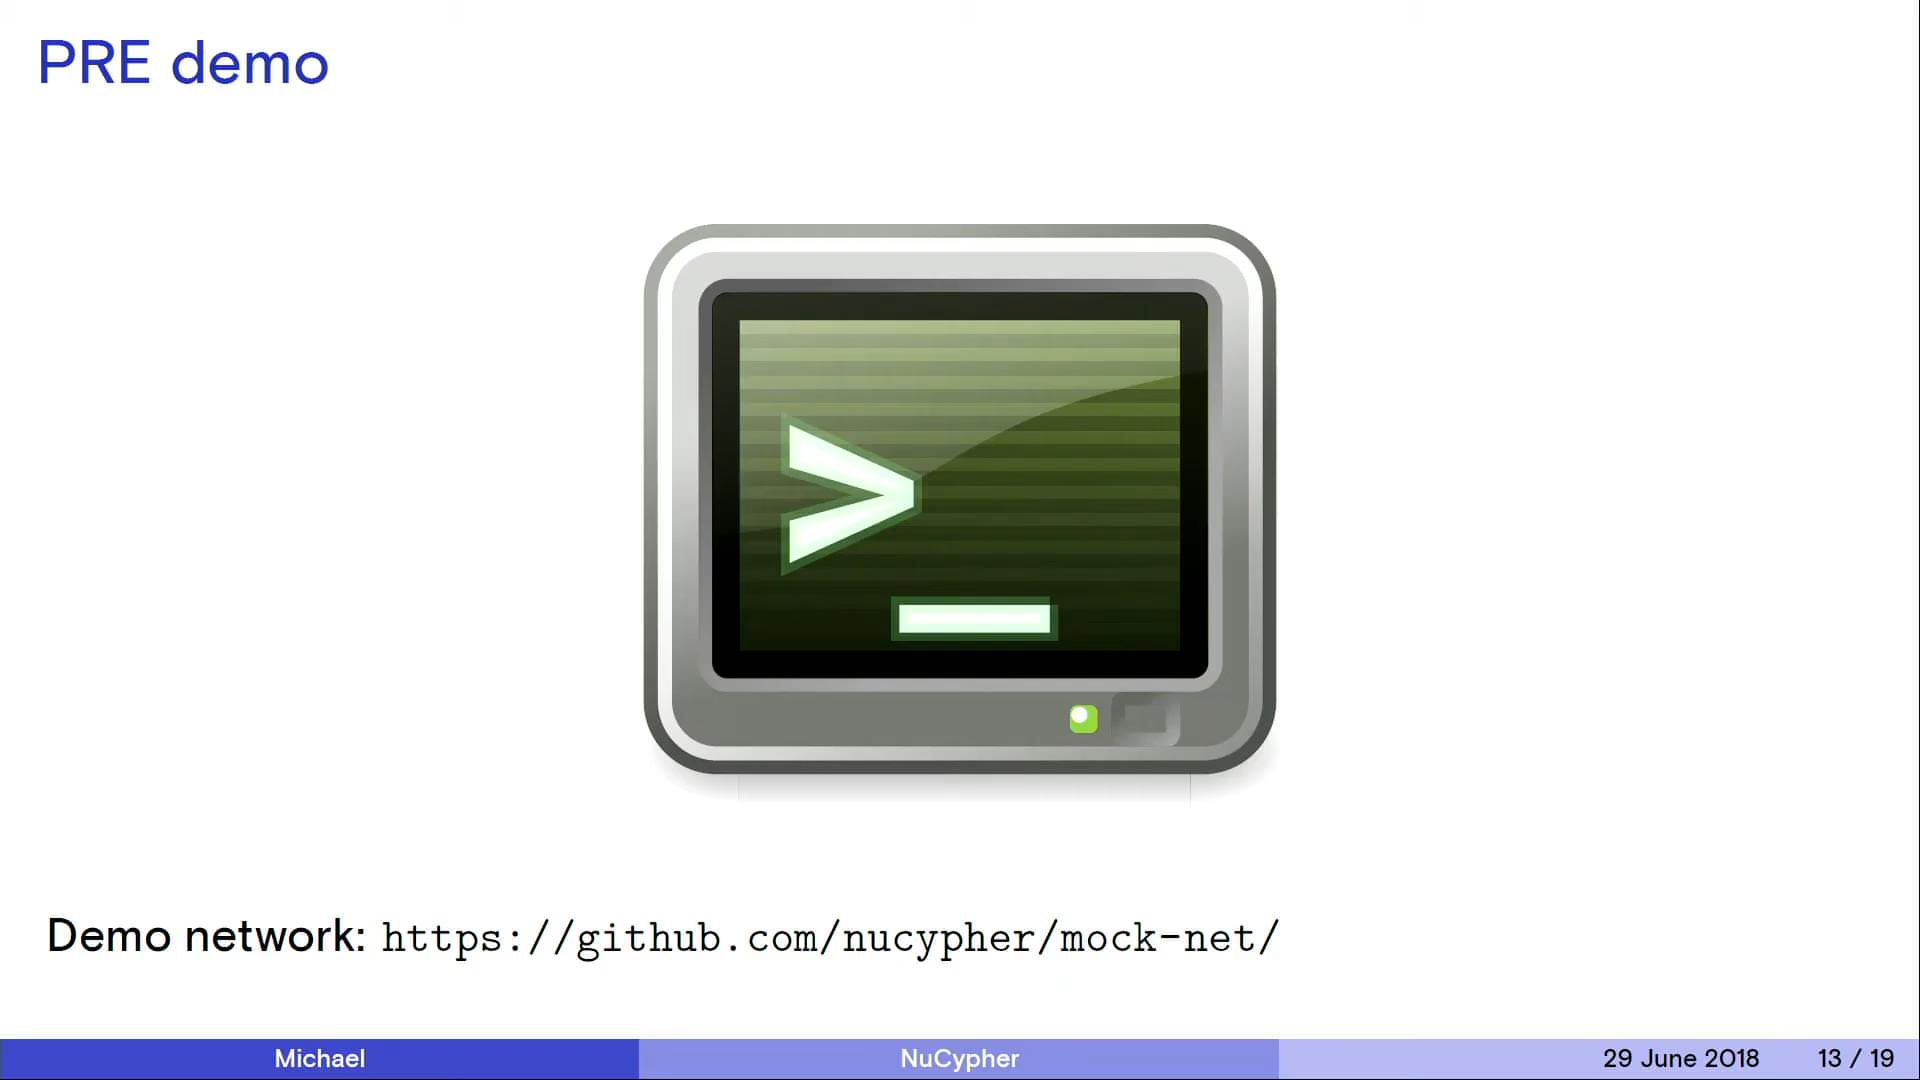 PRE demo
>_
Demo network: https://github.com/nucypher/mock-net/
Michael
NuCypher
29 June 2018
13 / 19